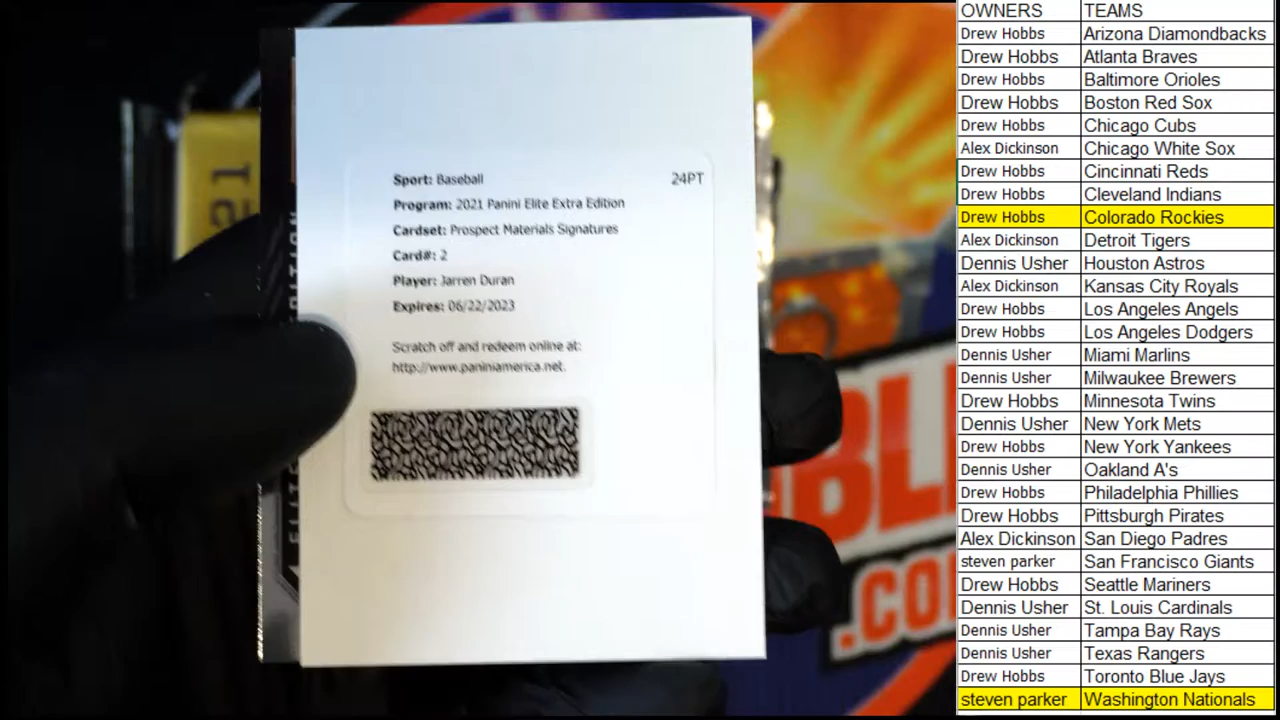 Sport: Baseball 24PT
Program: 2021 Panini Elite Extra Edition
Cardset: Prospect Materials Signatures
Card#: 2
Player: Jarren Duran
Expires: 06/22/2023
Scratch off and redeem online at:
http://www.paniniamerica.net.
21
BL
.CO
OWNERS TEAMS
Drew Hobbs Arizona Diamondbacks
Drew Hobbs Atlanta Braves
Drew Hobbs Baltimore Orioles
Drew Hobbs Boston Red Sox
Drew Hobbs Chicago Cubs
Alex Dickinson Chicago White Sox
Drew Hobbs Cincinnati Reds
Drew Hobbs Cleveland Indians
Drew Hobbs Colorado Rockies
Alex Dickinson Detroit Tigers
Dennis Usher Houston Astros
Alex Dickinson Kansas City Royals
Drew Hobbs Los Angeles Angels
Drew Hobbs Los Angeles Dodgers
Dennis Usher Miami Marlins
Dennis Usher Milwaukee Brewers
Drew Hobbs Minnesota Twins
Dennis Usher New York Mets
Drew Hobbs New York Yankees
Dennis Usher Oakland A's
Drew Hobbs Philadelphia Phillies
Drew Hobbs Pittsburgh Pirates
Alex Dickinson San Diego Padres
steven parker San Francisco Giants
Drew Hobbs Seattle Mariners
Dennis Usher St. Louis Cardinals
Dennis Usher Tampa Bay Rays
Dennis Usher Texas Rangers
Drew Hobbs Toronto Blue Jays
steven parker Washington Nationals